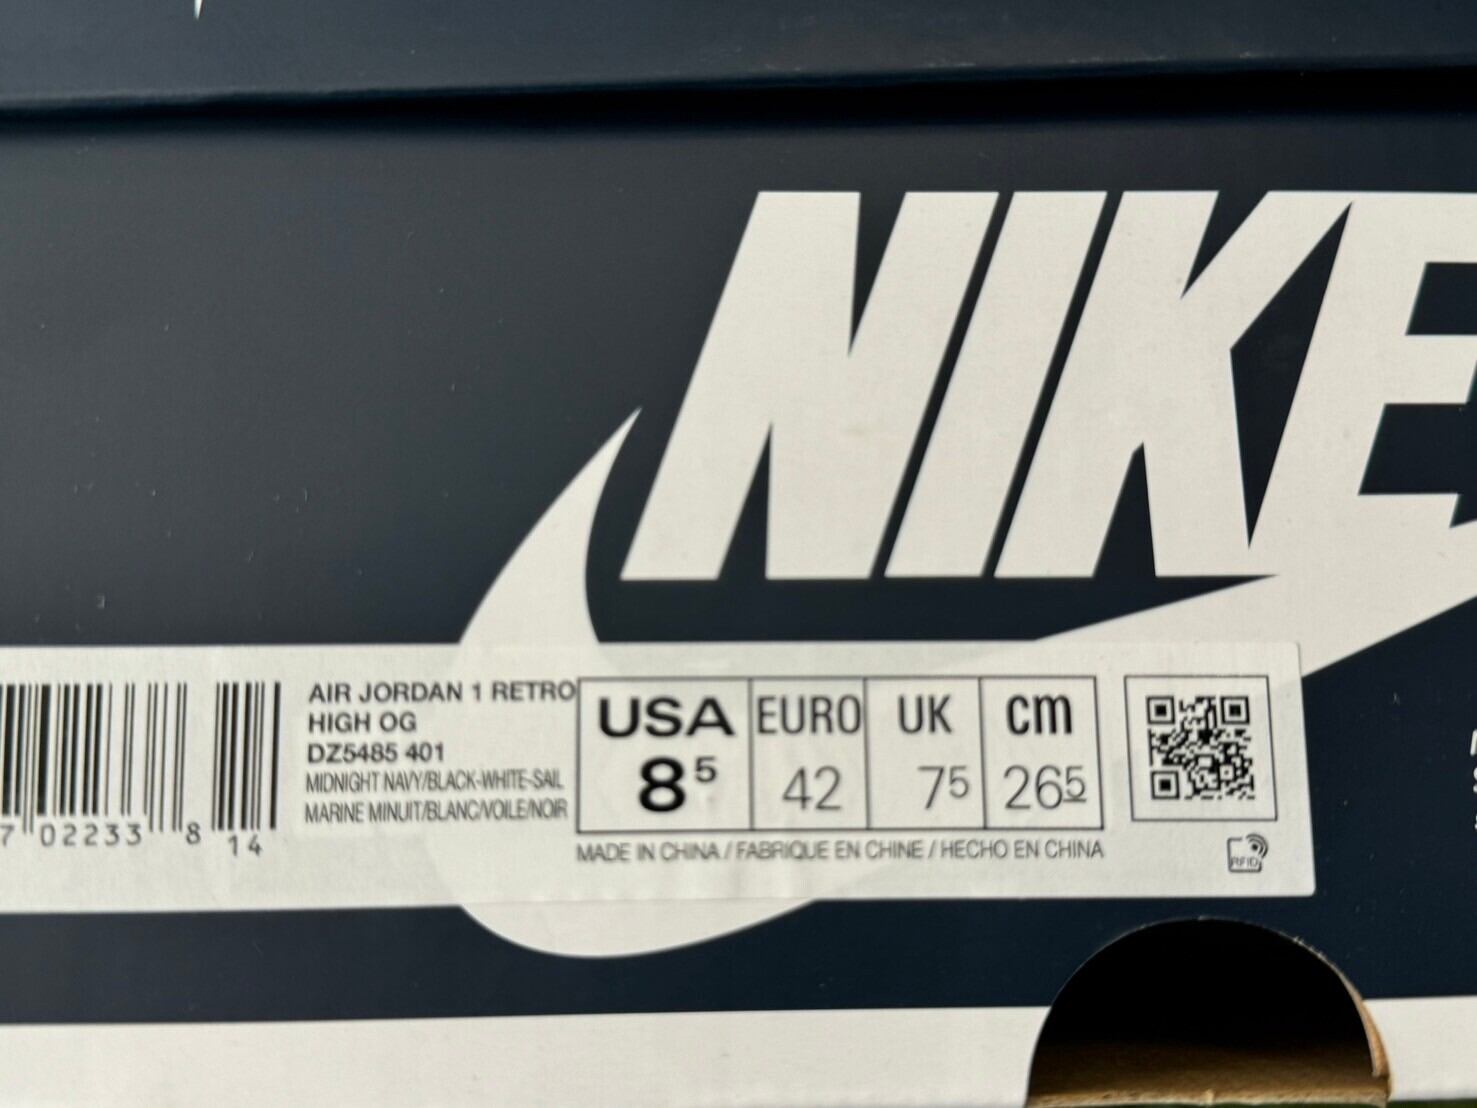 NIKE
AIR JORDAN 1 RETRO
HIGH OG
DZ5485 401
MIDNIGHT NAVY/BLACK-WHITE-SAIL
MARINE MINUIT/BLANC/VOILE/NOIR
USA EURO UK cm
8⁵ 42 7⁵ 26⁵
MADE IN CHINA / FABRIQUE EN CHINE / HECHO EN CHINA
7 02233 8
14
RFID